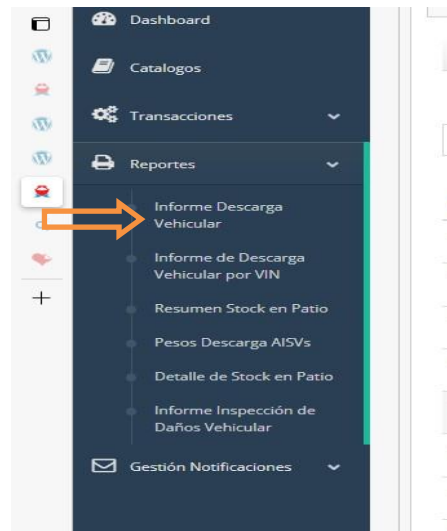 Dashboard
Catalogos
Transacciones
Reportes
Informe Descarga
Vehicular
Informe de Descarga
Vehicular por VIN
Resumen Stock en Patio
Pesos Descarga AISVs
Detalle de Stock en Patio
Informe Inspección de
Daños Vehicular
Gestión Notificaciones